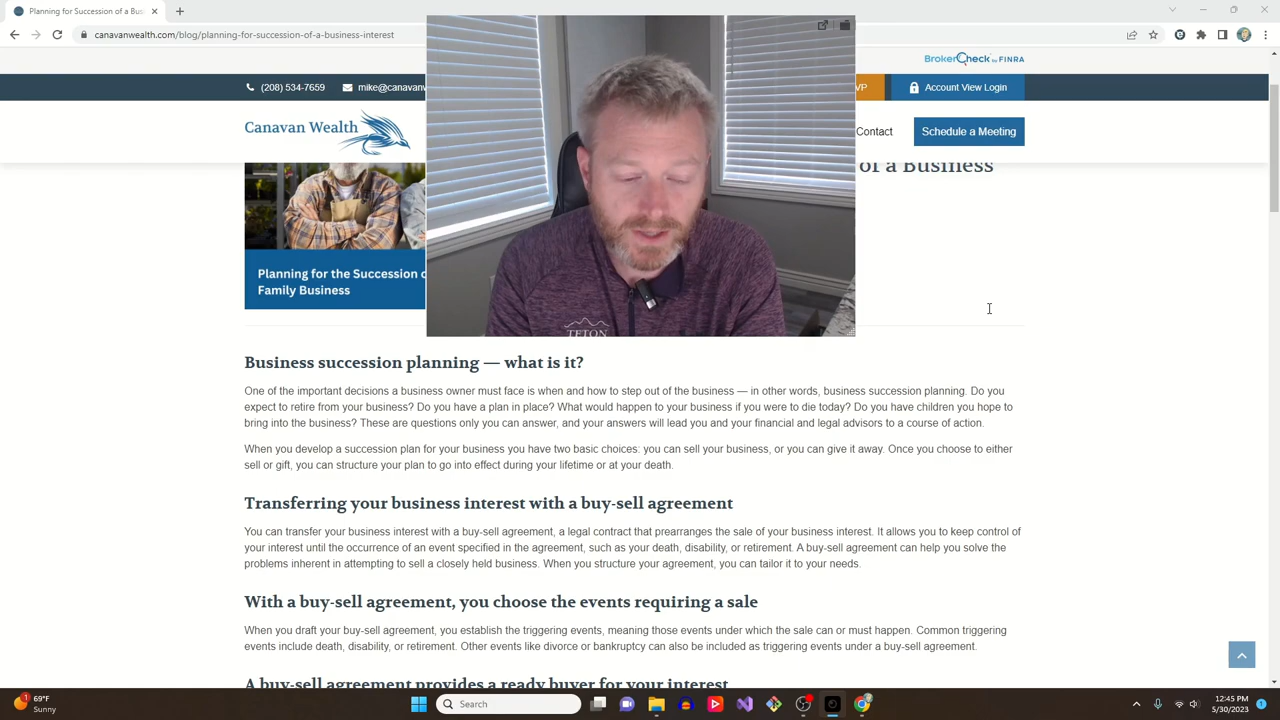 Planning for Succession of a Bus
canavanwealth.com/blog/planning-for-succession-of-a-business-interest
BrokerCheck by FINRA
(208) 534-7659
VP
Account View Login
Canavan Wealth
Contact
Schedule a Meeting
of a Business
Planning for the Succession
Family Business
TETON
Business succession planning — what is it?
One of the important decisions a business owner must face is when and how to step out of the business — in other words, business succession planning. Do you
expect to retire from your business? Do you have a plan in place? What would happen to your business if you were to die today? Do you have children you hope to
bring into the business? These are questions only you can answer, and your answers will lead you and your financial and legal advisors to a course of action.
When you develop a succession plan for your business you have two basic choices: you can sell your business, or you can give it away. Once you choose to either
sell or gift, you can structure your plan to go into effect during your lifetime or at your death.
Transferring your business interest with a buy-sell agreement
You can transfer your business interest with a buy-sell agreement, a legal contract that prearranges the sale of your business interest. It allows you to keep control of
your interest until the occurrence of an event specified in the agreement, such as your death, disability, or retirement. A buy-sell agreement can help you solve the
problems inherent in attempting to sell a closely held business. When you structure your agreement, you can tailor it to your needs.
With a buy-sell agreement, you choose the events requiring a sale
When you draft your buy-sell agreement, you establish the triggering events, meaning those events under which the sale can or must happen. Common triggering
events include death, disability, or retirement. Other events like divorce or bankruptcy can also be included as triggering events under a buy-sell agreement.
A buy-sell agreement provides a ready buyer for your interest
1
69°F
Sunny
Search
12:45 PM
5/30/2023